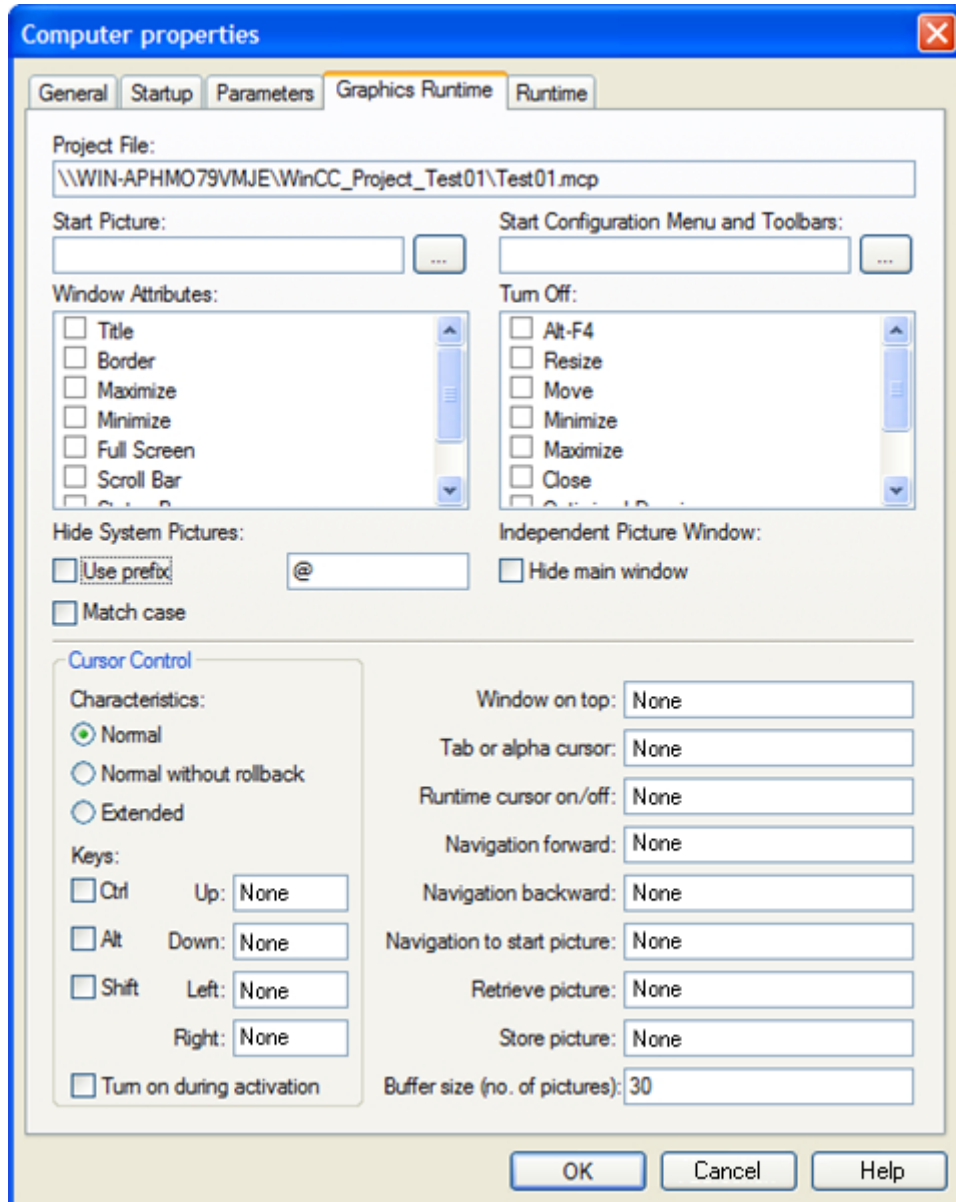 Computer properties
General Startup Parameters Graphics Runtime Runtime
Project File:
\\WIN-APHMO79VMJE\WinCC_Project_Test01\Test01.mcp
Start Picture:
...
Start Configuration Menu and Toolbars:
...
Window Attributes:
Title
Border
Maximize
Minimize
Full Screen
Scroll Bar
Turn Off:
Alt-F4
Resize
Move
Minimize
Maximize
Close
Hide System Pictures:
Use prefix @
Match case
Independent Picture Window:
Hide main window
Cursor Control
Characteristics:
Normal
Normal without rollback
Extended
Keys:
Ctrl Up: None
Alt Down: None
Shift Left: None
Right: None
Turn on during activation
Window on top: None
Tab or alpha cursor: None
Runtime cursor on/off: None
Navigation forward: None
Navigation backward: None
Navigation to start picture: None
Retrieve picture: None
Store picture: None
Buffer size (no. of pictures): 30
OK Cancel Help